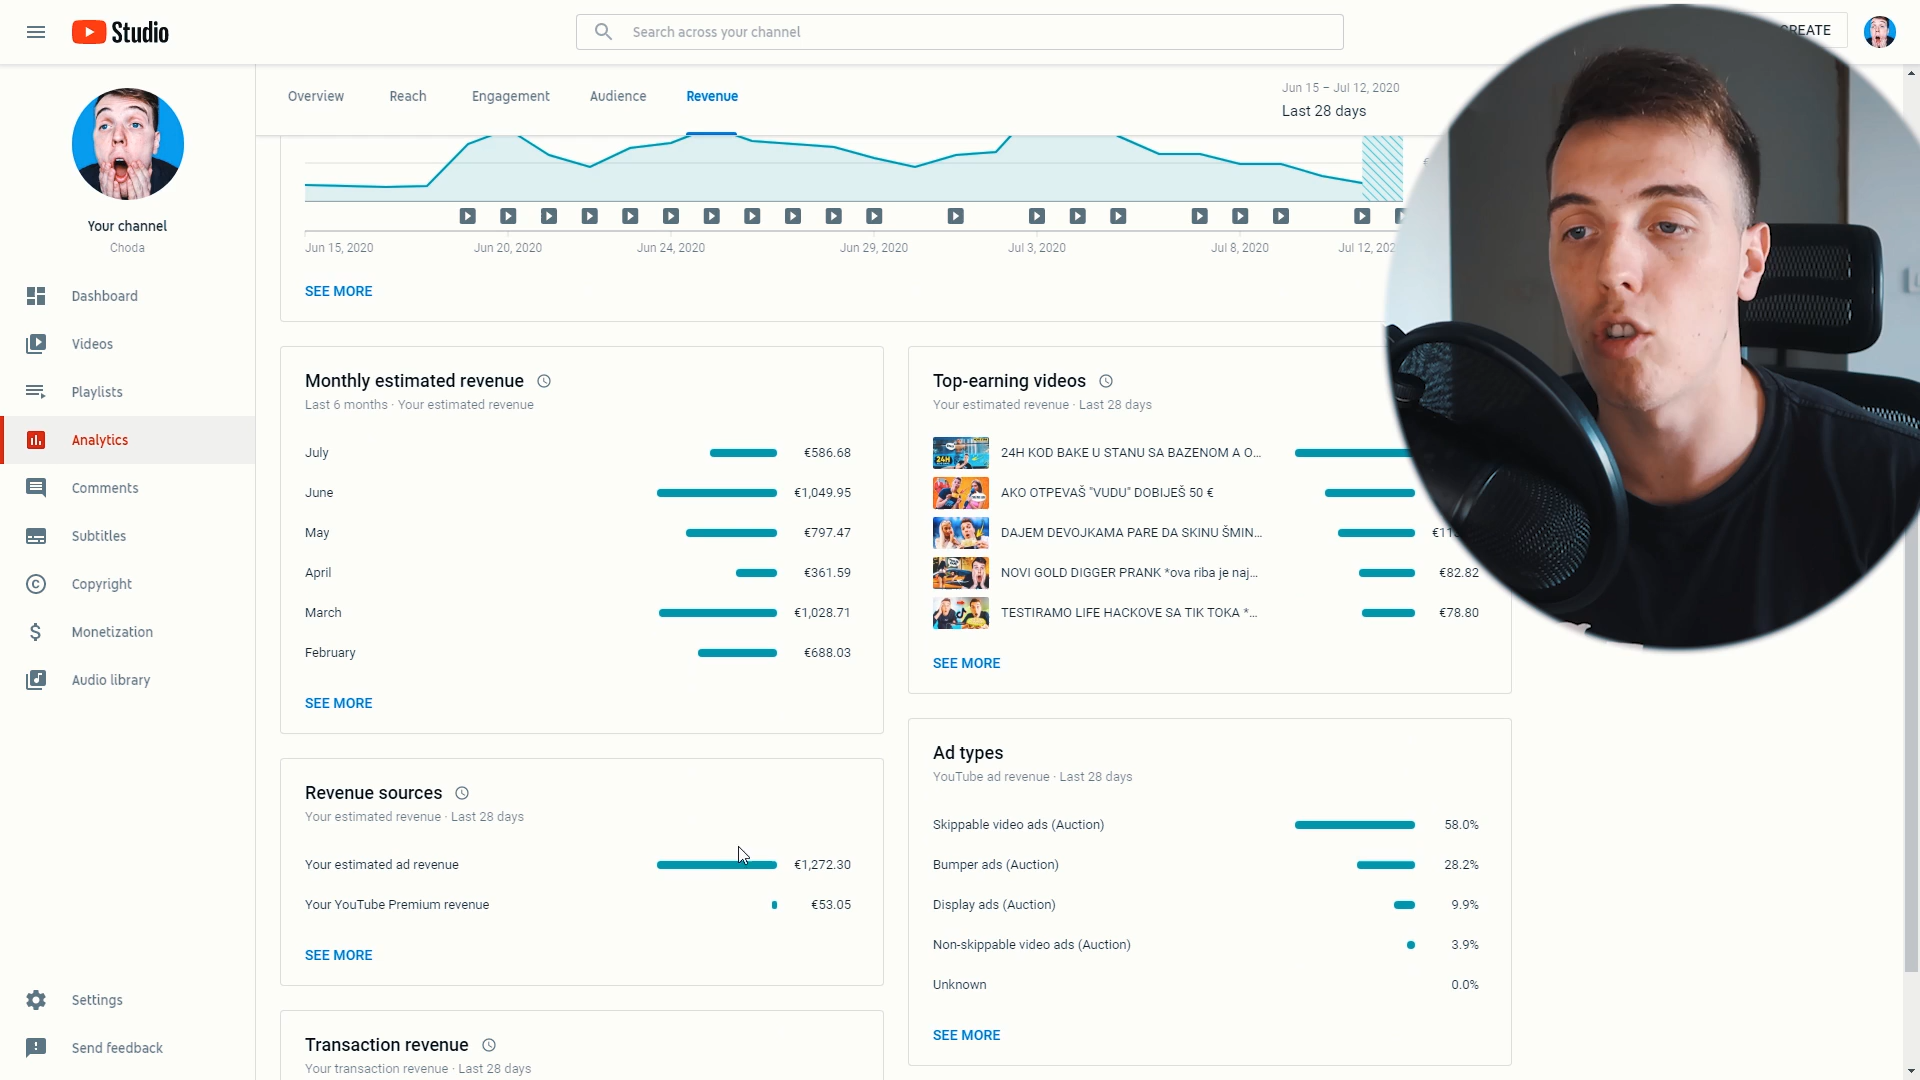 Studio
Search across your channel
CREATE
Overview
Reach
Engagement
Audience
Revenue
Jun 15 – Jul 12, 2020
Last 28 days
Your channel
Choda
Dashboard
Videos
Playlists
Analytics
Comments
Subtitles
Copyright
Monetization
Audio library
Settings
Send feedback
Jun 15, 2020
Jun 20, 2020
Jun 24, 2020
Jun 29, 2020
Jul 3, 2020
Jul 8, 2020
Jul 12, 202
SEE MORE
Monthly estimated revenue
Last 6 months · Your estimated revenue
July €586.68
June €1,049.95
May €797.47
April €361.59
March €1,028.71
February €688.03
SEE MORE
Revenue sources
Your estimated revenue · Last 28 days
Your estimated ad revenue €1,272.30
Your YouTube Premium revenue €53.05
SEE MORE
Transaction revenue
Your transaction revenue · Last 28 days
Top-earning videos
Your estimated revenue · Last 28 days
24H KOD BAKE U STANU SA BAZENOM A O...
AKO OTPEVAŠ "VUDU" DOBIJEŠ 50 €
DAJEM DEVOJKAMA PARE DA SKINU ŠMIN...
NOVI GOLD DIGGER PRANK *ova riba je naj... €82.82
TESTIRAMO LIFE HACKOVE SA TIK TOKA *... €78.80
SEE MORE
Ad types
YouTube ad revenue · Last 28 days
Skippable video ads (Auction) 58.0%
Bumper ads (Auction) 28.2%
Display ads (Auction) 9.9%
Non-skippable video ads (Auction) 3.9%
Unknown 0.0%
SEE MORE